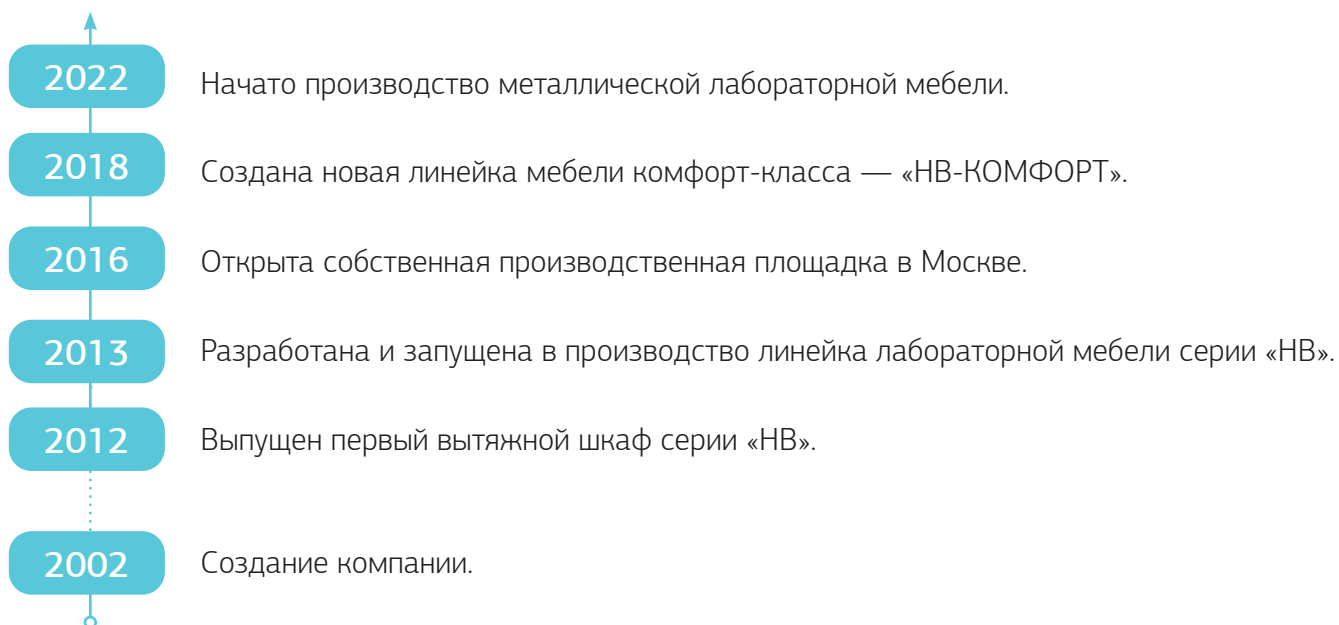 2022 Начато производство металлической лабораторной мебели.
2018 Создана новая линейка мебели комфорт-класса — «НВ-КОМФОРТ».
2016 Открыта собственная производственная площадка в Москве.
2013 Разработана и запущена в производство линейка лабораторной мебели серии «НВ».
2012 Выпущен первый вытяжной шкаф серии «НВ».
2002 Создание компании.